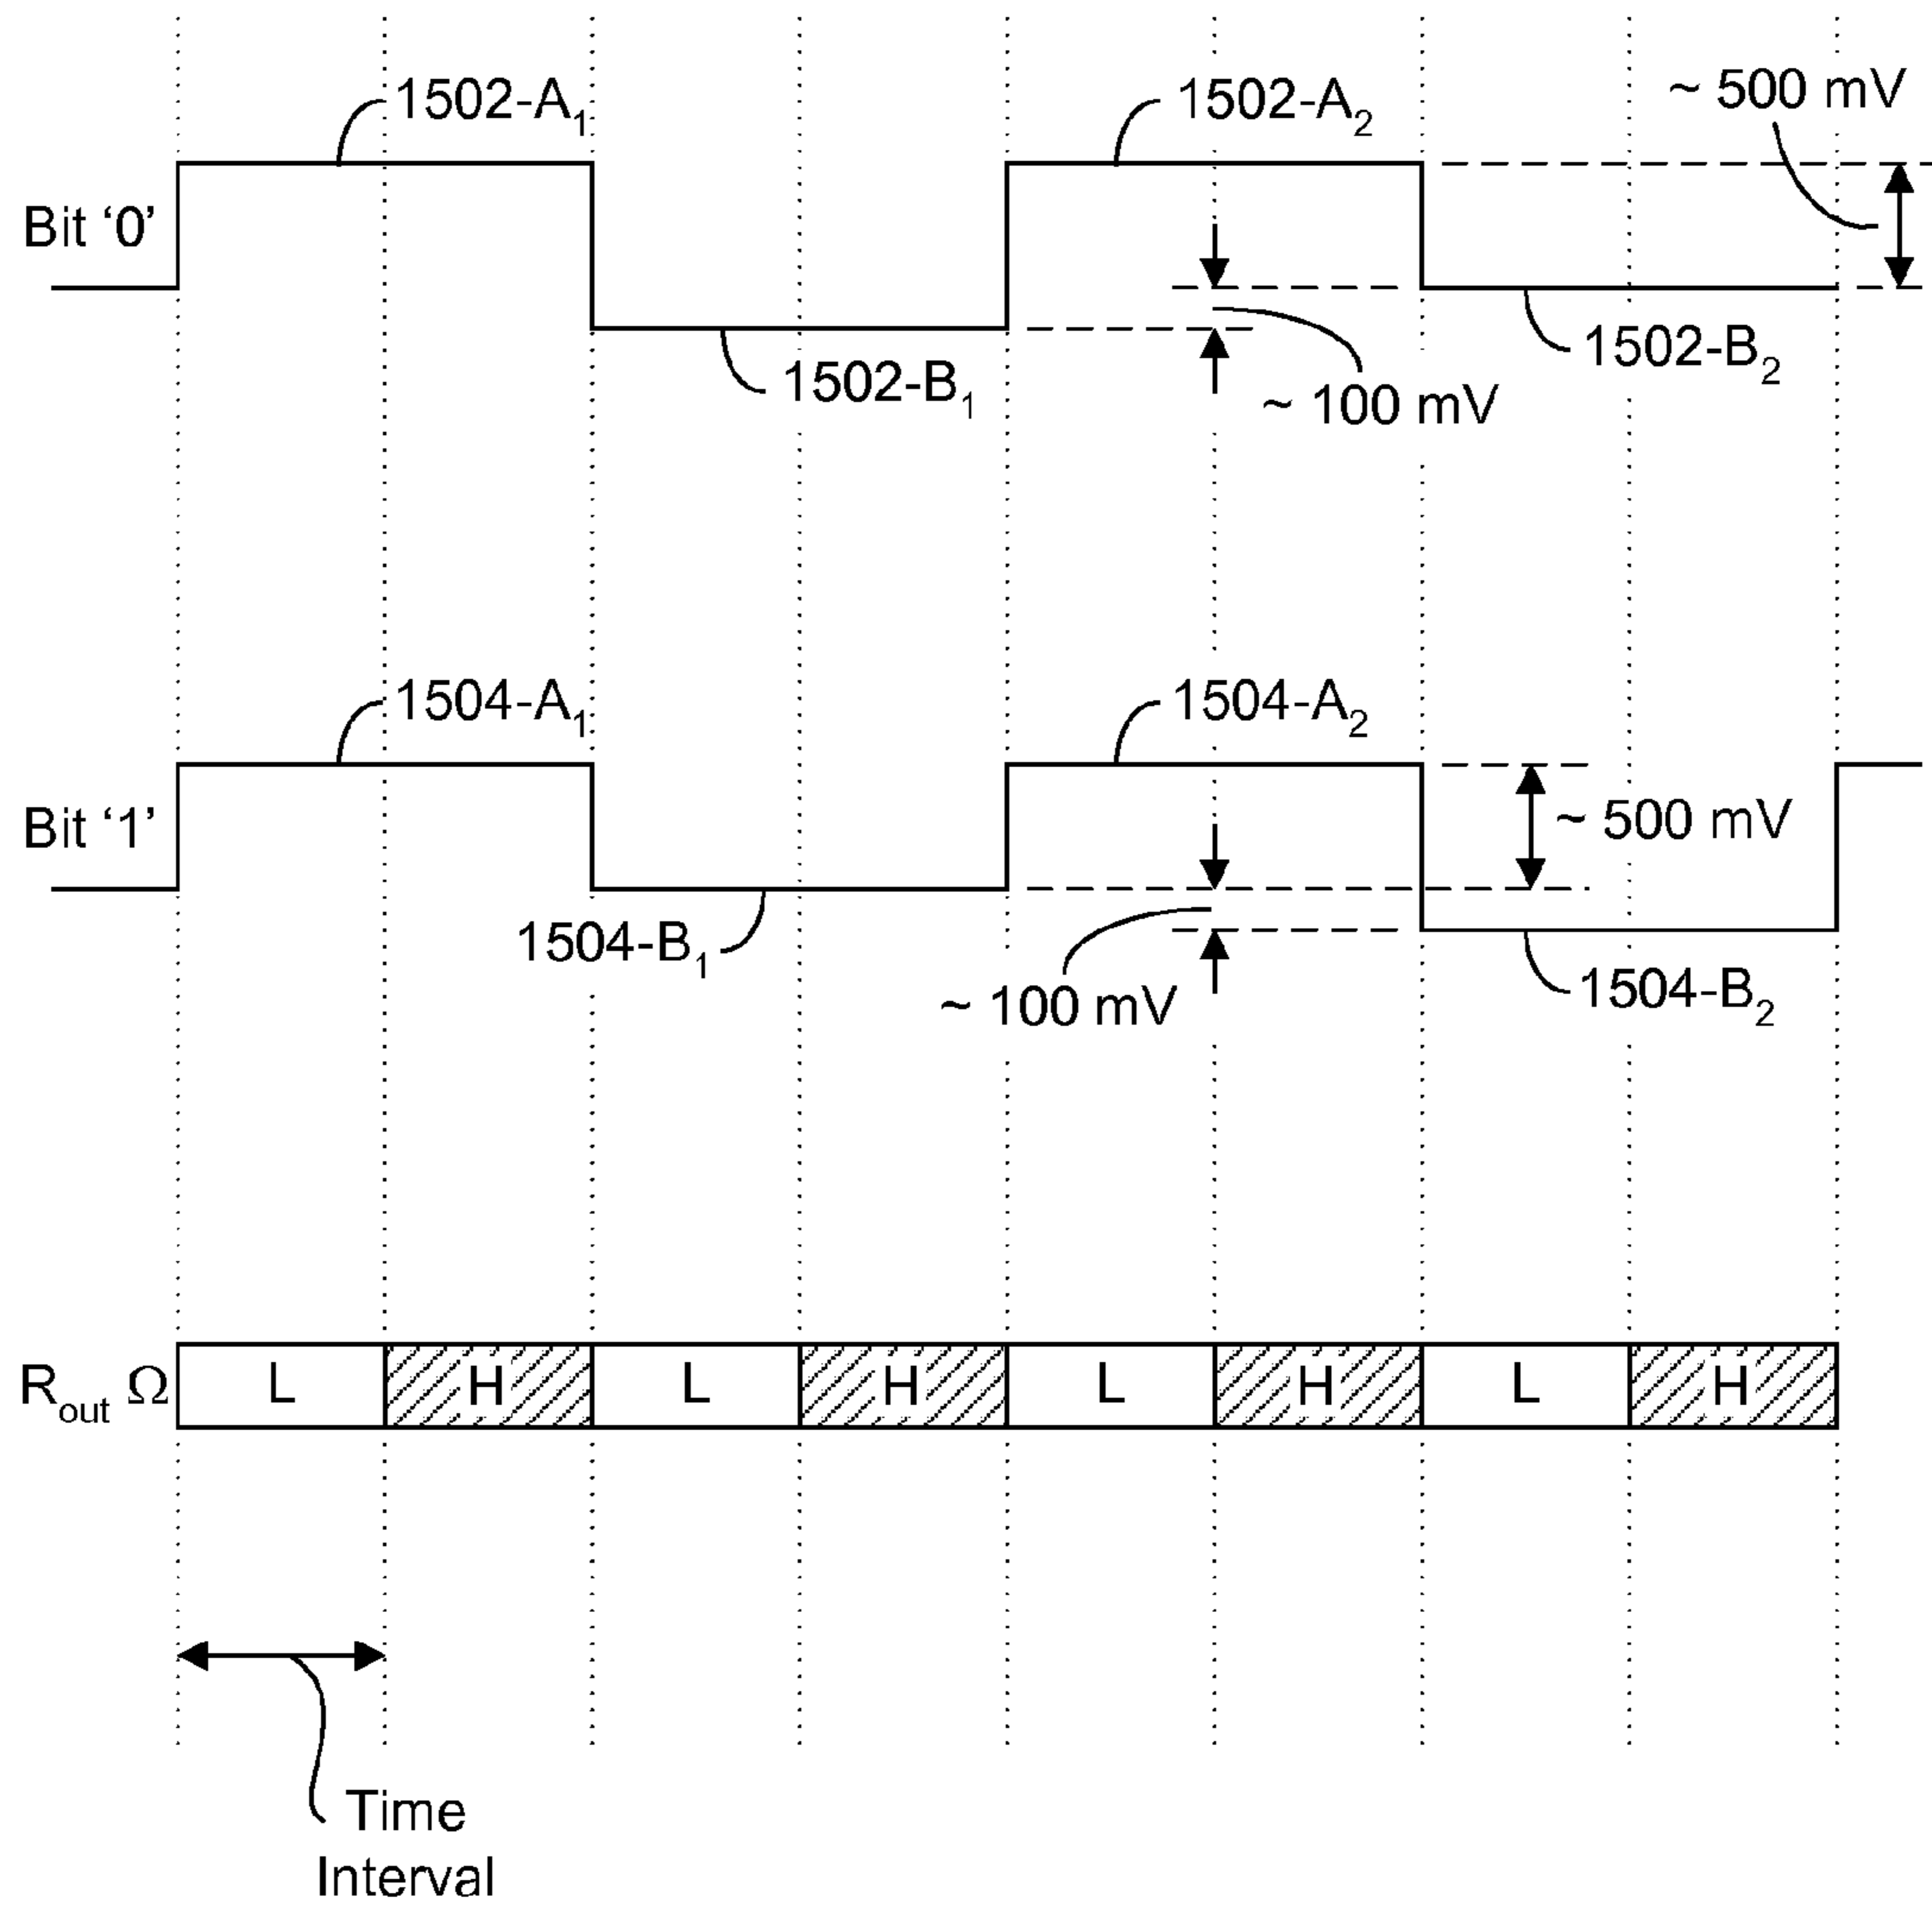 ~ 500 mV
1502-A₁
1502-A₂
Bit ‘0’
1502-B₁
~ 100 mV
1502-B₂
1504-A₁
1504-A₂
Bit ‘1’
~ 500 mV
1504-B₁
~ 100 mV
1504-B₂
R_out Ω L H L H L H L H
Time
Interval